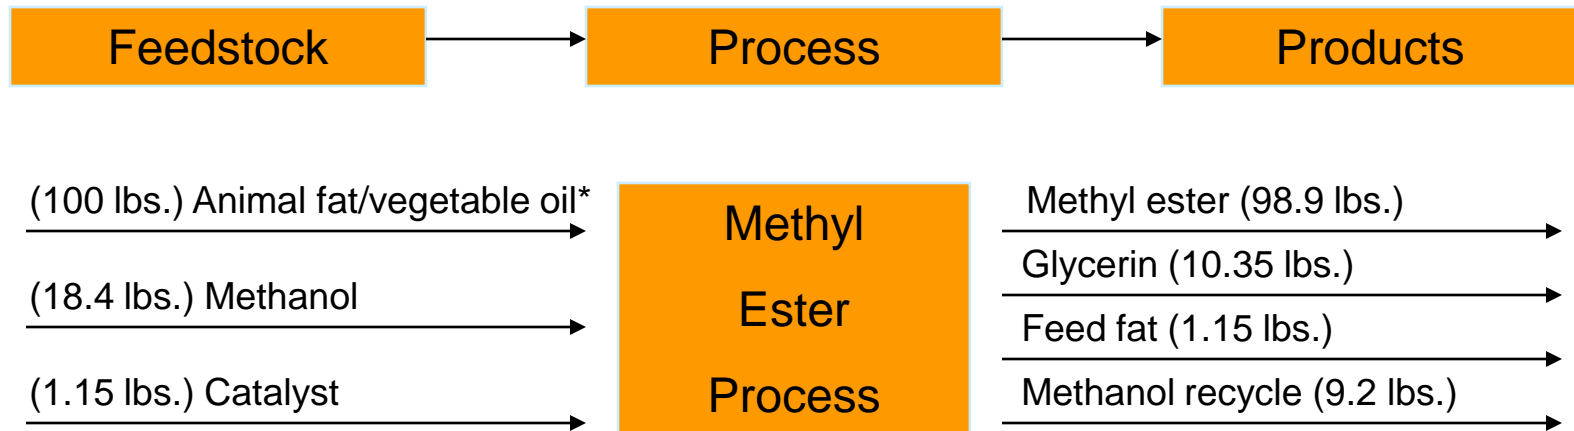 Feedstock
Process
Products
(100 lbs.) Animal fat/vegetable oil*
(18.4 lbs.) Methanol
(1.15 lbs.) Catalyst
Methyl
Ester
Process
Methyl ester (98.9 lbs.)
Glycerin (10.35 lbs.)
Feed fat (1.15 lbs.)
Methanol recycle (9.2 lbs.)